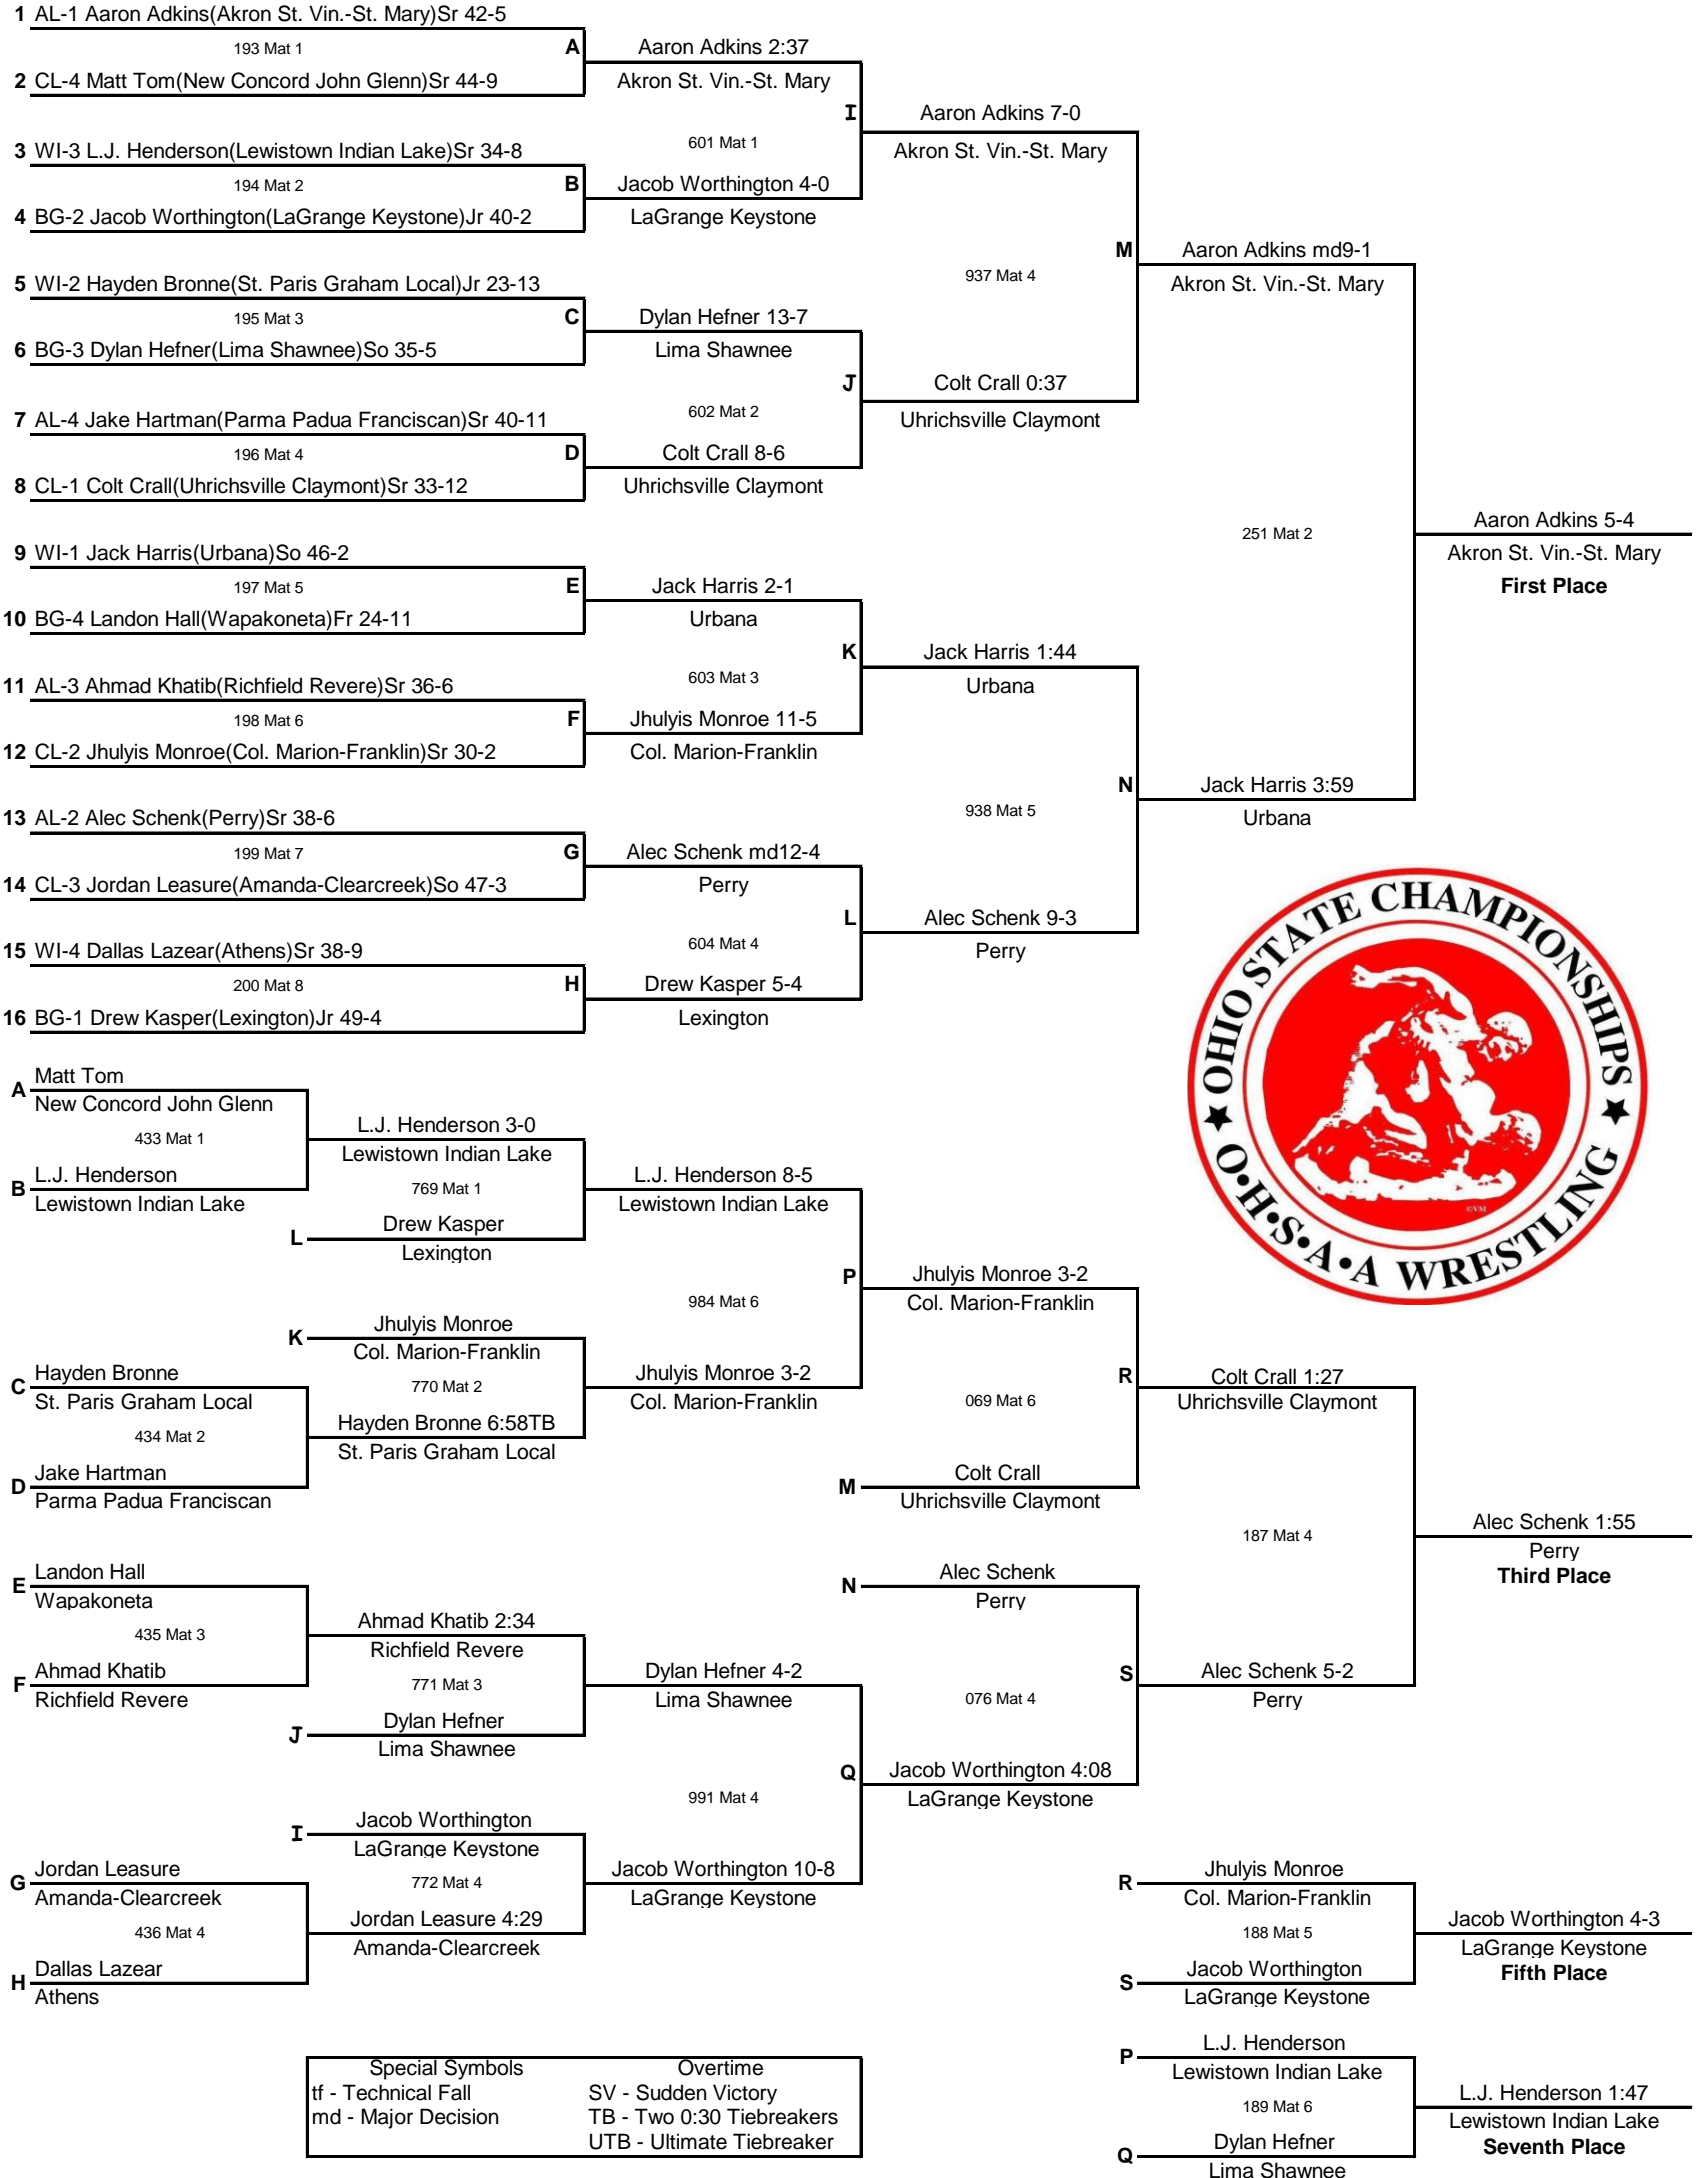 1 AL-1 Aaron Adkins(Akron St. Vin.-St. Mary)Sr 42-5
193 Mat 1
A
2 CL-4 Matt Tom(New Concord John Glenn)Sr 44-9
Aaron Adkins 2:37
Akron St. Vin.-St. Mary
I
601 Mat 1
3 WI-3 L.J. Henderson(Lewistown Indian Lake)Sr 34-8
194 Mat 2
B
4 BG-2 Jacob Worthington(LaGrange Keystone)Jr 40-2
Jacob Worthington 4-0
LaGrange Keystone
Aaron Adkins 7-0
Akron St. Vin.-St. Mary
M
937 Mat 4
5 WI-2 Hayden Bronne(St. Paris Graham Local)Jr 23-13
195 Mat 3
C
6 BG-3 Dylan Hefner(Lima Shawnee)So 35-5
Dylan Hefner 13-7
Lima Shawnee
J
602 Mat 2
7 AL-4 Jake Hartman(Parma Padua Franciscan)Sr 40-11
196 Mat 4
D
8 CL-1 Colt Crall(Uhrichsville Claymont)Sr 33-12
Colt Crall 8-6
Uhrichsville Claymont
Colt Crall 0:37
Uhrichsville Claymont
Aaron Adkins md9-1
Akron St. Vin.-St. Mary
251 Mat 2
Aaron Adkins 5-4
Akron St. Vin.-St. Mary
First Place
9 WI-1 Jack Harris(Urbana)So 46-2
197 Mat 5
E
10 BG-4 Landon Hall(Wapakoneta)Fr 24-11
Jack Harris 2-1
Urbana
K
603 Mat 3
11 AL-3 Ahmad Khatib(Richfield Revere)Sr 36-6
198 Mat 6
F
12 CL-2 Jhulyis Monroe(Col. Marion-Franklin)Sr 30-2
Jhulyis Monroe 11-5
Col. Marion-Franklin
Jack Harris 1:44
Urbana
N
938 Mat 5
Jack Harris 3:59
Urbana
13 AL-2 Alec Schenk(Perry)Sr 38-6
199 Mat 7
G
14 CL-3 Jordan Leasure(Amanda-Clearcreek)So 47-3
Alec Schenk md12-4
Perry
L
604 Mat 4
15 WI-4 Dallas Lazear(Athens)Sr 38-9
200 Mat 8
H
16 BG-1 Drew Kasper(Lexington)Jr 49-4
Drew Kasper 5-4
Lexington
Alec Schenk 9-3
Perry
★ OHIO STATE CHAMPIONSHIPS ★
O•H•S•A•A WRESTLING
©VM
A Matt Tom
New Concord John Glenn
433 Mat 1
B L.J. Henderson
Lewistown Indian Lake
L.J. Henderson 3-0
Lewistown Indian Lake
769 Mat 1
L Drew Kasper
Lexington
L.J. Henderson 8-5
Lewistown Indian Lake
P
984 Mat 6
K Jhulyis Monroe
Col. Marion-Franklin
770 Mat 2
C Hayden Bronne
St. Paris Graham Local
434 Mat 2
D Jake Hartman
Parma Padua Franciscan
Hayden Bronne 6:58TB
St. Paris Graham Local
Jhulyis Monroe 3-2
Col. Marion-Franklin
Jhulyis Monroe 3-2
Col. Marion-Franklin
R
069 Mat 6
M Colt Crall
Uhrichsville Claymont
Colt Crall 1:27
Uhrichsville Claymont
187 Mat 4
Alec Schenk 1:55
Perry
Third Place
E Landon Hall
Wapakoneta
435 Mat 3
F Ahmad Khatib
Richfield Revere
Ahmad Khatib 2:34
Richfield Revere
771 Mat 3
J Dylan Hefner
Lima Shawnee
Dylan Hefner 4-2
Lima Shawnee
Q
991 Mat 4
I Jacob Worthington
LaGrange Keystone
772 Mat 4
G Jordan Leasure
Amanda-Clearcreek
436 Mat 4
H Dallas Lazear
Athens
Jordan Leasure 4:29
Amanda-Clearcreek
Jacob Worthington 10-8
LaGrange Keystone
N Alec Schenk
Perry
S
076 Mat 4
Jacob Worthington 4:08
LaGrange Keystone
Alec Schenk 5-2
Perry
R Jhulyis Monroe
Col. Marion-Franklin
188 Mat 5
S Jacob Worthington
LaGrange Keystone
Jacob Worthington 4-3
LaGrange Keystone
Fifth Place
P L.J. Henderson
Lewistown Indian Lake
189 Mat 6
Q Dylan Hefner
Lima Shawnee
L.J. Henderson 1:47
Lewistown Indian Lake
Seventh Place
Special Symbols
tf - Technical Fall
md - Major Decision
Overtime
SV - Sudden Victory
TB - Two 0:30 Tiebreakers
UTB - Ultimate Tiebreaker